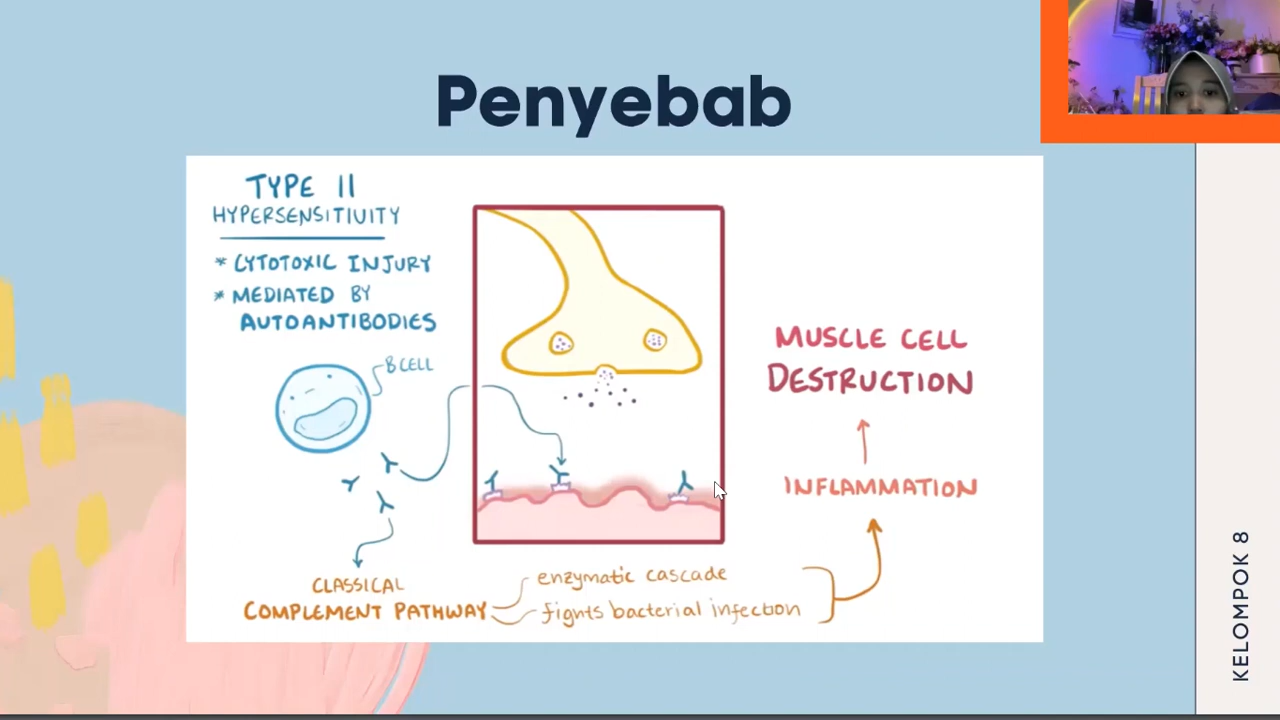 Penyebab
TYPE II
HYPERSENSITIVITY
* CYTOTOXIC INJURY
* MEDIATED BY
AUTOANTIBODIES
B CELL
MUSCLE CELL
DESTRUCTION
INFLAMMATION
CLASSICAL
COMPLEMENT PATHWAY
enzymatic cascade
fights bacterial infection
KELOMPOK 8